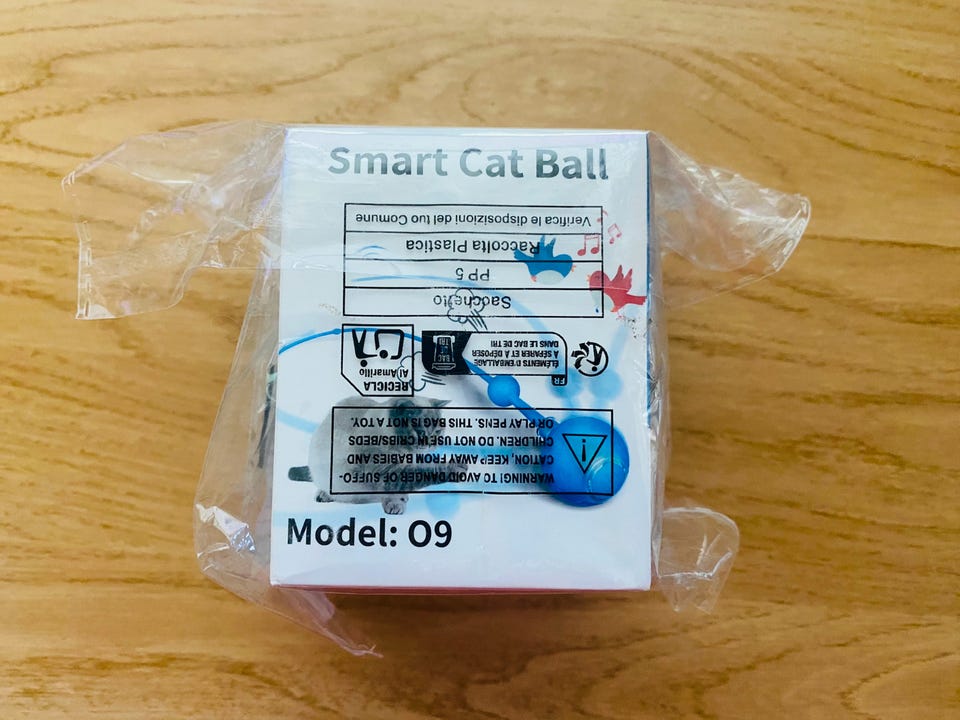 Smart Cat Ball
Model: O9
WARNING! TO AVOID DANGER OF SUFFO-
CATION, KEEP AWAY FROM BABIES AND
CHILDREN. DO NOT USE IN CRIBS/BEDS
OR PLAY PENS. THIS BAG IS NOT A TOY.
FR
ÉLÉMENTS D'EMBALLAGE
À SÉPARER ET À DÉPOSER
DANS LE BAC DE TRI
BAC
DE
TRI
RECICLA
Al Amarillo
Sacchetto
PP 5
Raccolta Plastica
Verifica le disposizioni del tuo Comune